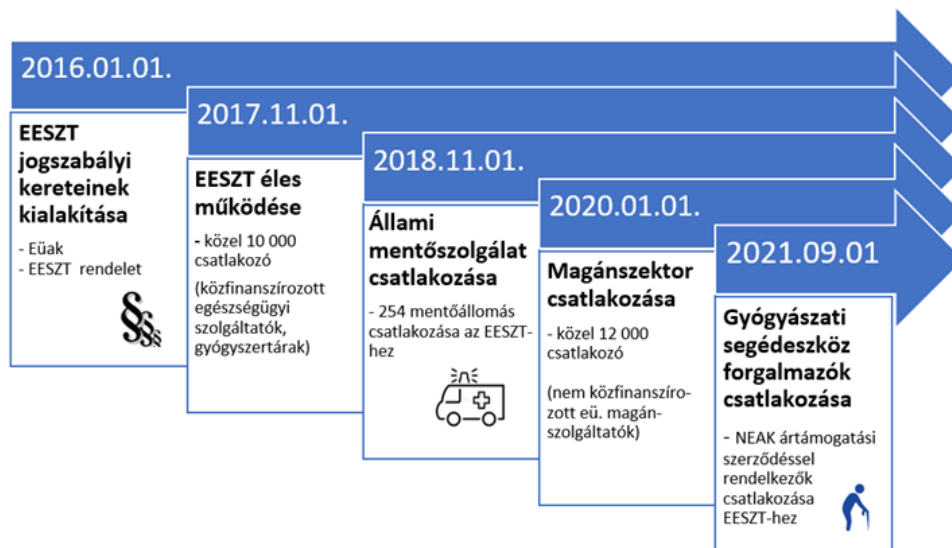 2016.01.01.
EESZT
jogszabályi
kereteinek
kialakítása
- Eüak
- EESZT rendelet
§§§
2017.11.01.
EESZT éles
működése
- közel 10 000
csatlakozó
(közfinanszírozott
egészségügyi
szolgáltatók,
gyógyszertárak)
2018.11.01.
Állami
mentőszolgálat
csatlakozása
- 254 mentőállomás
csatlakozása az EESZT-
hez
2020.01.01.
Magánszektor
csatlakozása
- közel 12 000
csatlakozó
(nem közfinanszíro-
zott eü. magán-
szolgáltatók)
2021.09.01
Gyógyászati
segédeszköz
forgalmazók
csatlakozása
- NEAK ártámogatási
szerződéssel
rendelkezők
csatlakozása
EESZT-hez